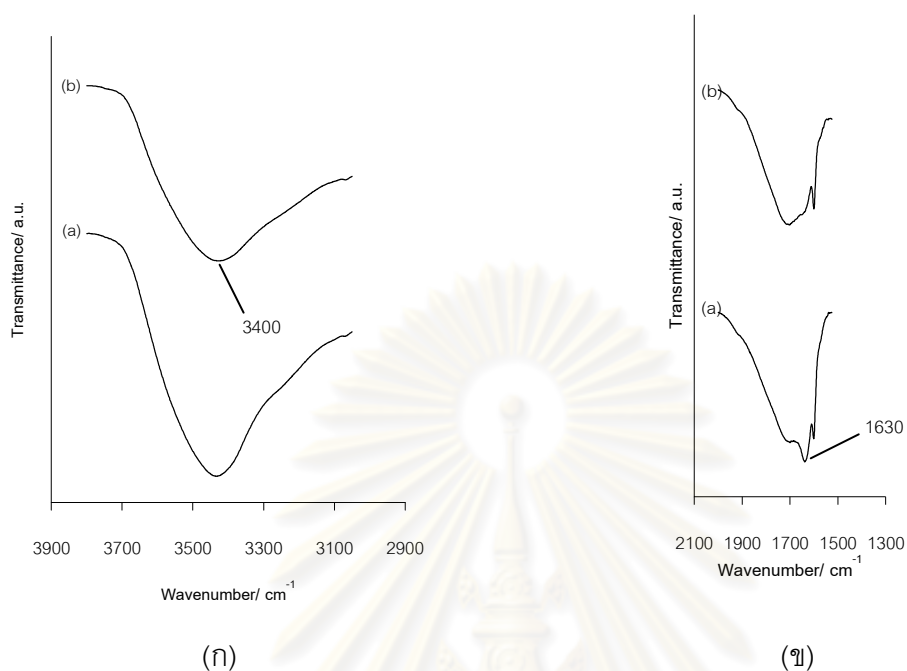 (b)
(a)
3400
Transmittance/ a.u.
3900 3700 3500 3300 3100 2900
Wavenumber/ cm⁻¹
(ก)
(b)
(a)
1630
Transmittance/ a.u.
2100 1900 1700 1500 1300
Wavenumber/ cm⁻¹
(ข)